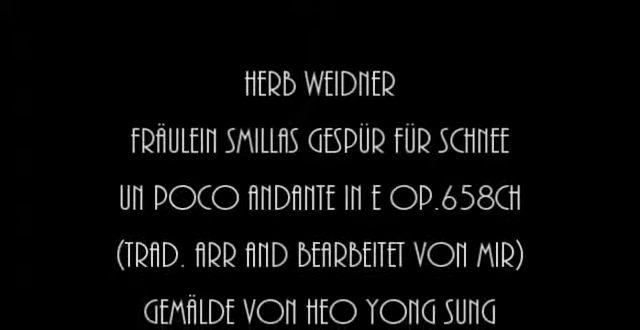 HERB WEIDNER
FRÄULEIN SMILLAS GESPÜR FÜR SCHNEE
UN POCO ANDANTE IN E OP.658CH
(TRAD. ARR AND BEARBEITET VON MIR)
GEMÄLDE VON HEO YONG SUNG